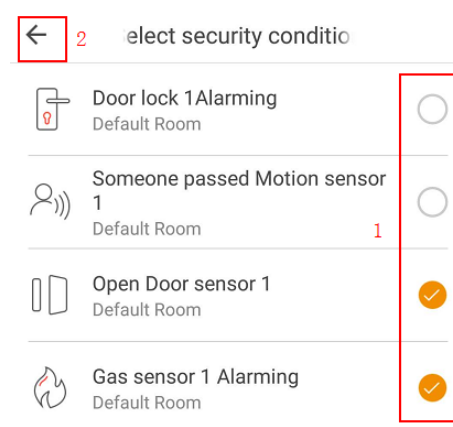 2 elect security conditio
Door lock 1Alarming
Default Room
Someone passed Motion sensor
1
Default Room
1
Open Door sensor 1
Default Room
Gas sensor 1 Alarming
Default Room